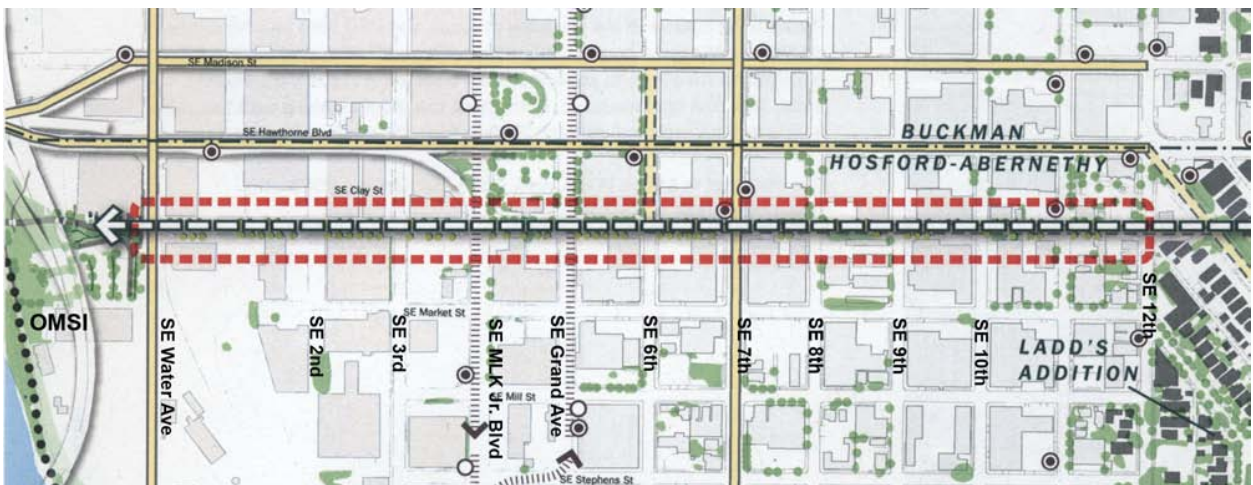 SE Madison St
SE Hawthorne Blvd
BUCKMAN
HOSFORD-ABERNETHY
SE Clay St
OMSI
SE Water Ave
SE 2nd
SE 3rd
SE Market St
SE MLK Jr. Blvd
SE Grand Ave
SE 6th
SE 7th
SE 8th
SE 9th
SE 10th
SE 12th
LADD'S
ADDITION
SE Mill St
SE Stephens St